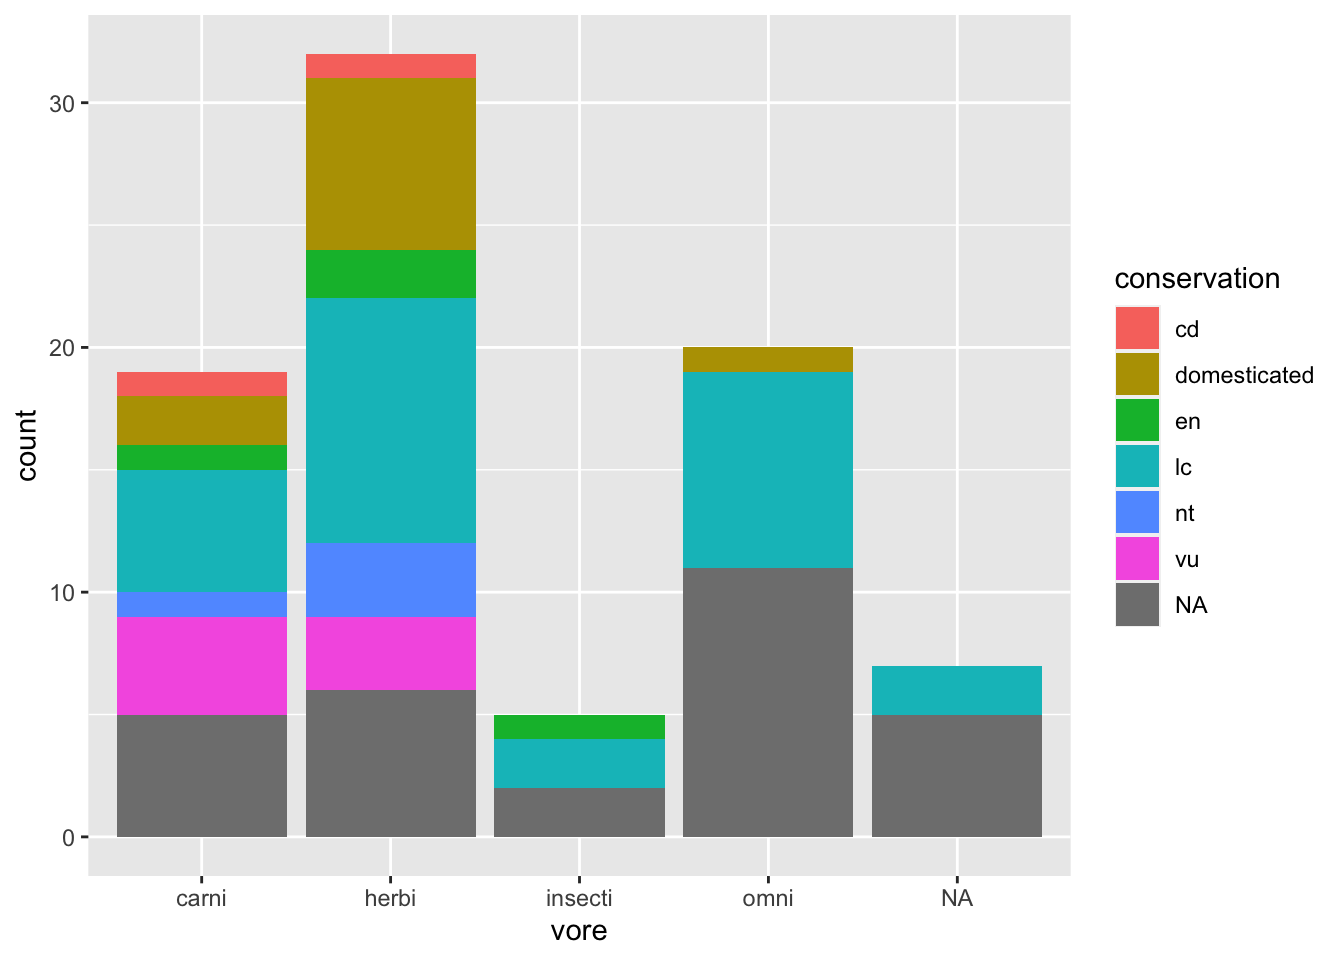 30
20
10
0
count
carni herbi insecti omni NA
vore
conservation
cd
domesticated
en
lc
nt
vu
NA